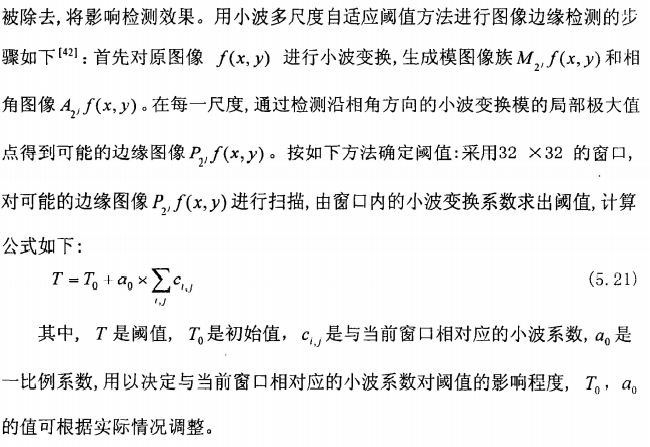 被除去,将影响检测效果。用小波多尺度自适应阈值方法进行图像边缘检测的步
骤如下[42]:首先对原图像 f(x,y) 进行小波变换,生成模图像族 M_{2^j} f(x,y) 和相
角图像 A_{2^j} f(x,y)。在每一尺度,通过检测沿相角方向的小波变换模的局部极大值
点得到可能的边缘图像 P_{2^j} f(x,y)。按如下方法确定阈值:采用32 ×32 的窗口,
对可能的边缘图像 P_{2^j} f(x,y) 进行扫描,由窗口内的小波变换系数求出阈值,计算
公式如下:
T = T_0 + a_0 × ∑_{i,j} c_{i,j} (5.21)
其中, T 是阈值, T_0 是初始值, c_{i,j} 是与当前窗口相对应的小波系数, a_0 是
一比例系数,用以决定与当前窗口相对应的小波系数对阈值的影响程度, T_0, a_0
的值可根据实际情况调整。